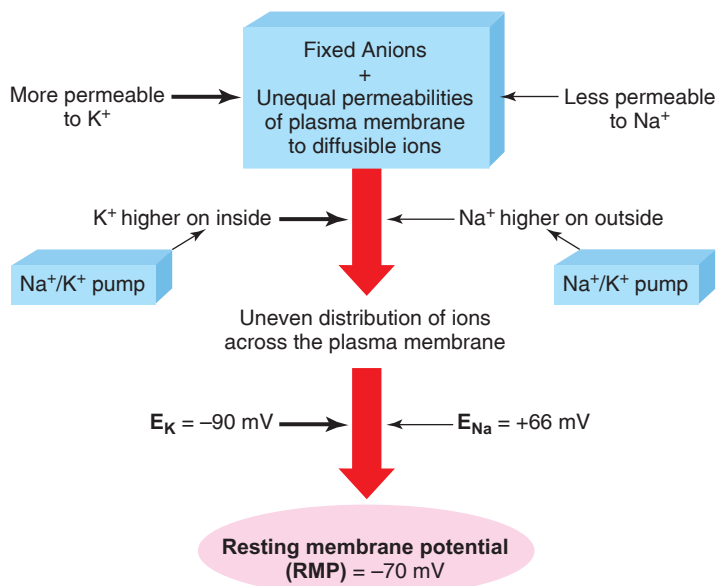 Fixed Anions
+
Unequal permeabilities
of plasma membrane
to diffusible ions
More permeable
to K⁺
Less permeable
to Na⁺
K⁺ higher on inside
Na⁺ higher on outside
Na⁺/K⁺ pump
Na⁺/K⁺ pump
Uneven distribution of ions
across the plasma membrane
E_K = –90 mV
E_Na = +66 mV
Resting membrane potential
(RMP) = –70 mV